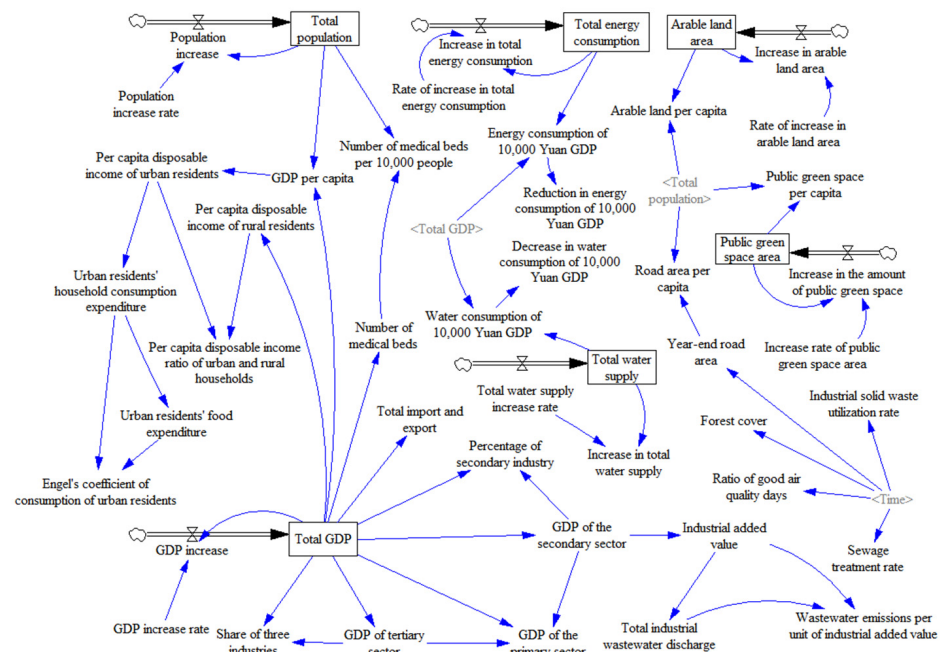 Total
population
Population
increase
Population
increase rate
Total energy
consumption
Increase in total
energy consumption
Rate of increase in total
energy consumption
Arable land
area
Increase in arable
land area
Arable land per capita
Rate of increase in
arable land area
Number of medical beds
per 10,000 people
Energy consumption of
10,000 Yuan GDP
Per capita disposable
income of urban residents
GDP per capita
Reduction in energy
consumption of 10,000
Yuan GDP
<Total
population>
Public green space
per capita
Per capita disposable
income of rural residents
<Total GDP>
Decrease in water
consumption of 10,000
Yuan GDP
Public green
space area
Urban residents'
household consumption
expenditure
Road area per
capita
Increase in the amount
of public green space
Water consumption of
10,000 Yuan GDP
Number of
medical beds
Year-end road
area
Increase rate of public
green space area
Per capita disposable income
ratio of urban and rural
households
Total water
supply
Total water supply
increase rate
Industrial solid waste
utilization rate
Urban residents' food
expenditure
Total import and
export
Forest cover
Percentage of
secondary industry
Increase in total
water supply
Engel's coefficient of
consumption of urban residents
Ratio of good air
quality days
<Time>
GDP increase
Total GDP
GDP of the
secondary sector
Industrial added
value
Sewage
treatment rate
GDP increase rate
Share of three
industries
GDP of tertiary
sector
GDP of the
primary sector
Total industrial
wastewater discharge
Wastewater emissions per
unit of industrial added value